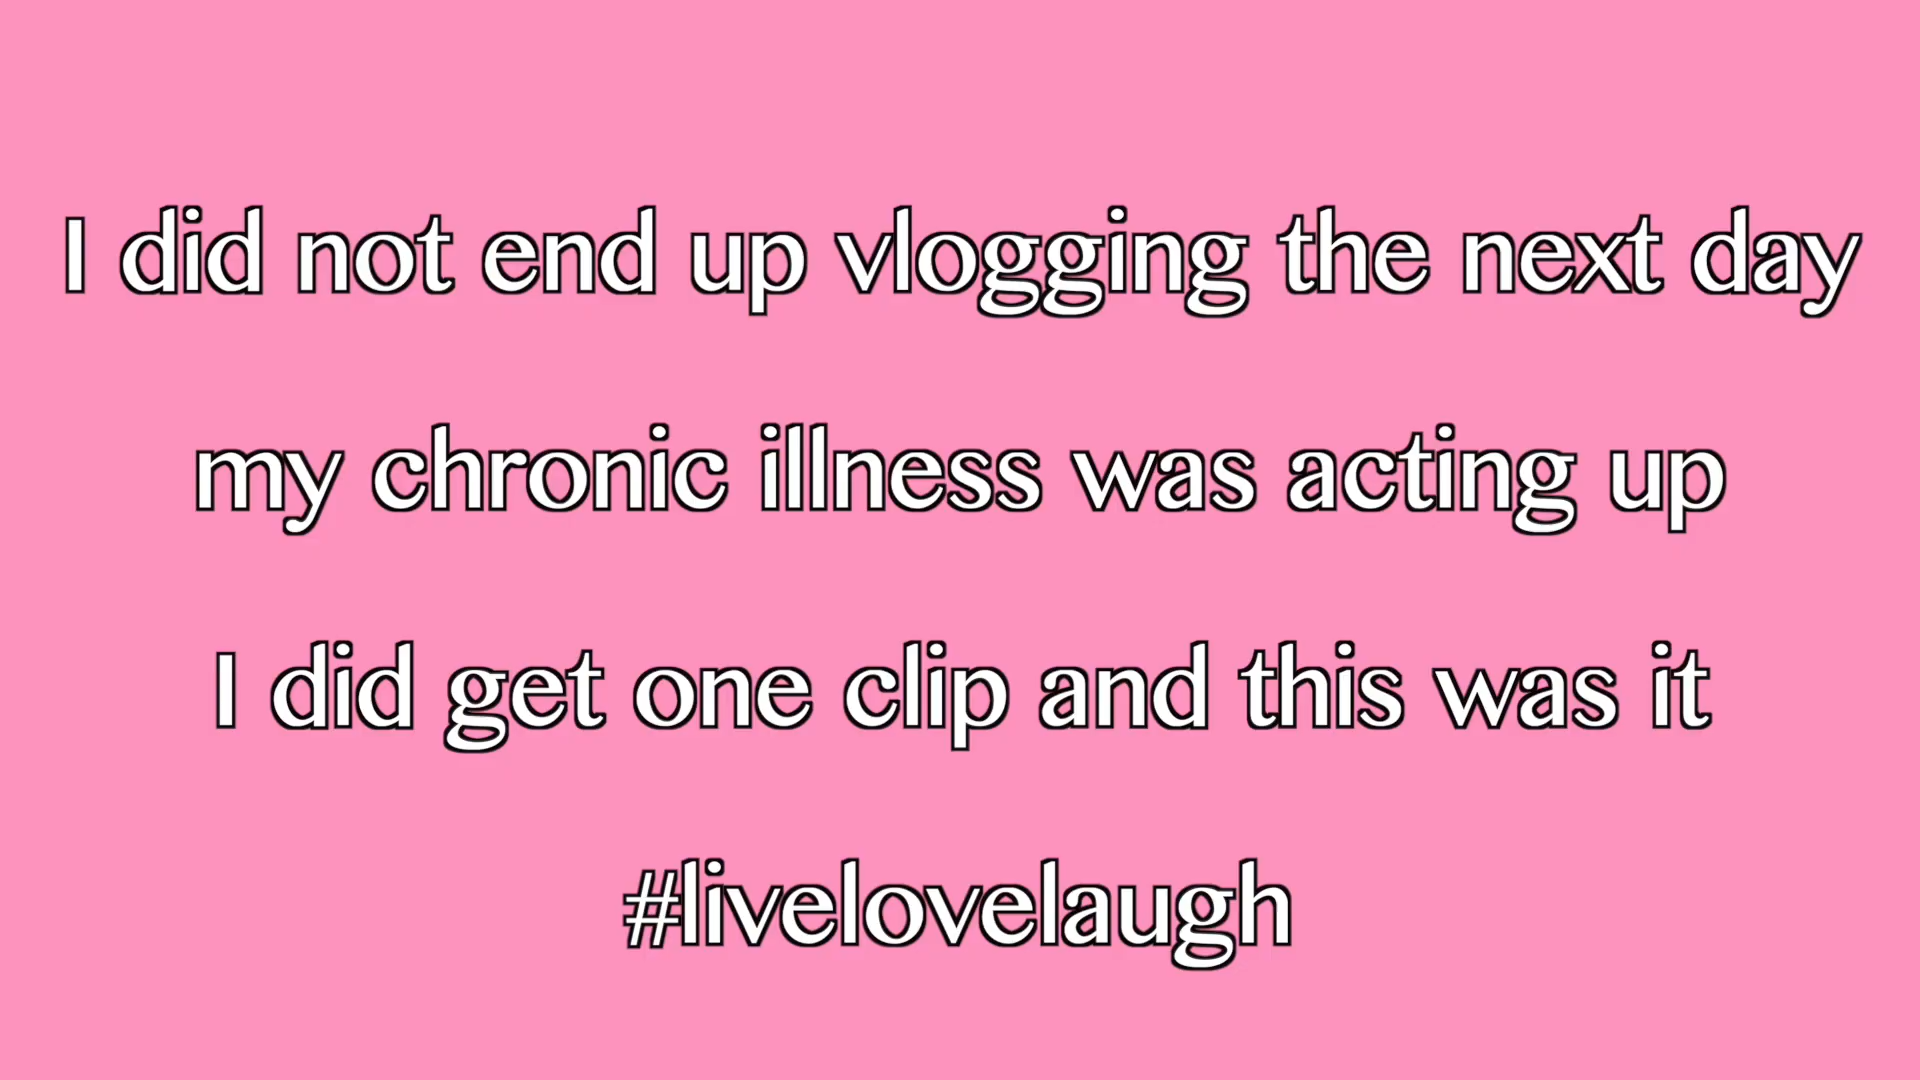 I did not end up vlogging the next day
my chronic illness was acting up
I did get one clip and this was it
#livelovelaugh